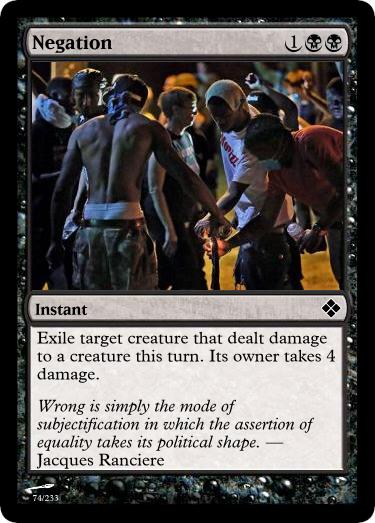 Negation 1
Instant
Exile target creature that dealt damage
to a creature this turn. Its owner takes 4
damage.
Wrong is simply the mode of
subjectification in which the assertion of
equality takes its political shape. —
Jacques Ranciere
74/233